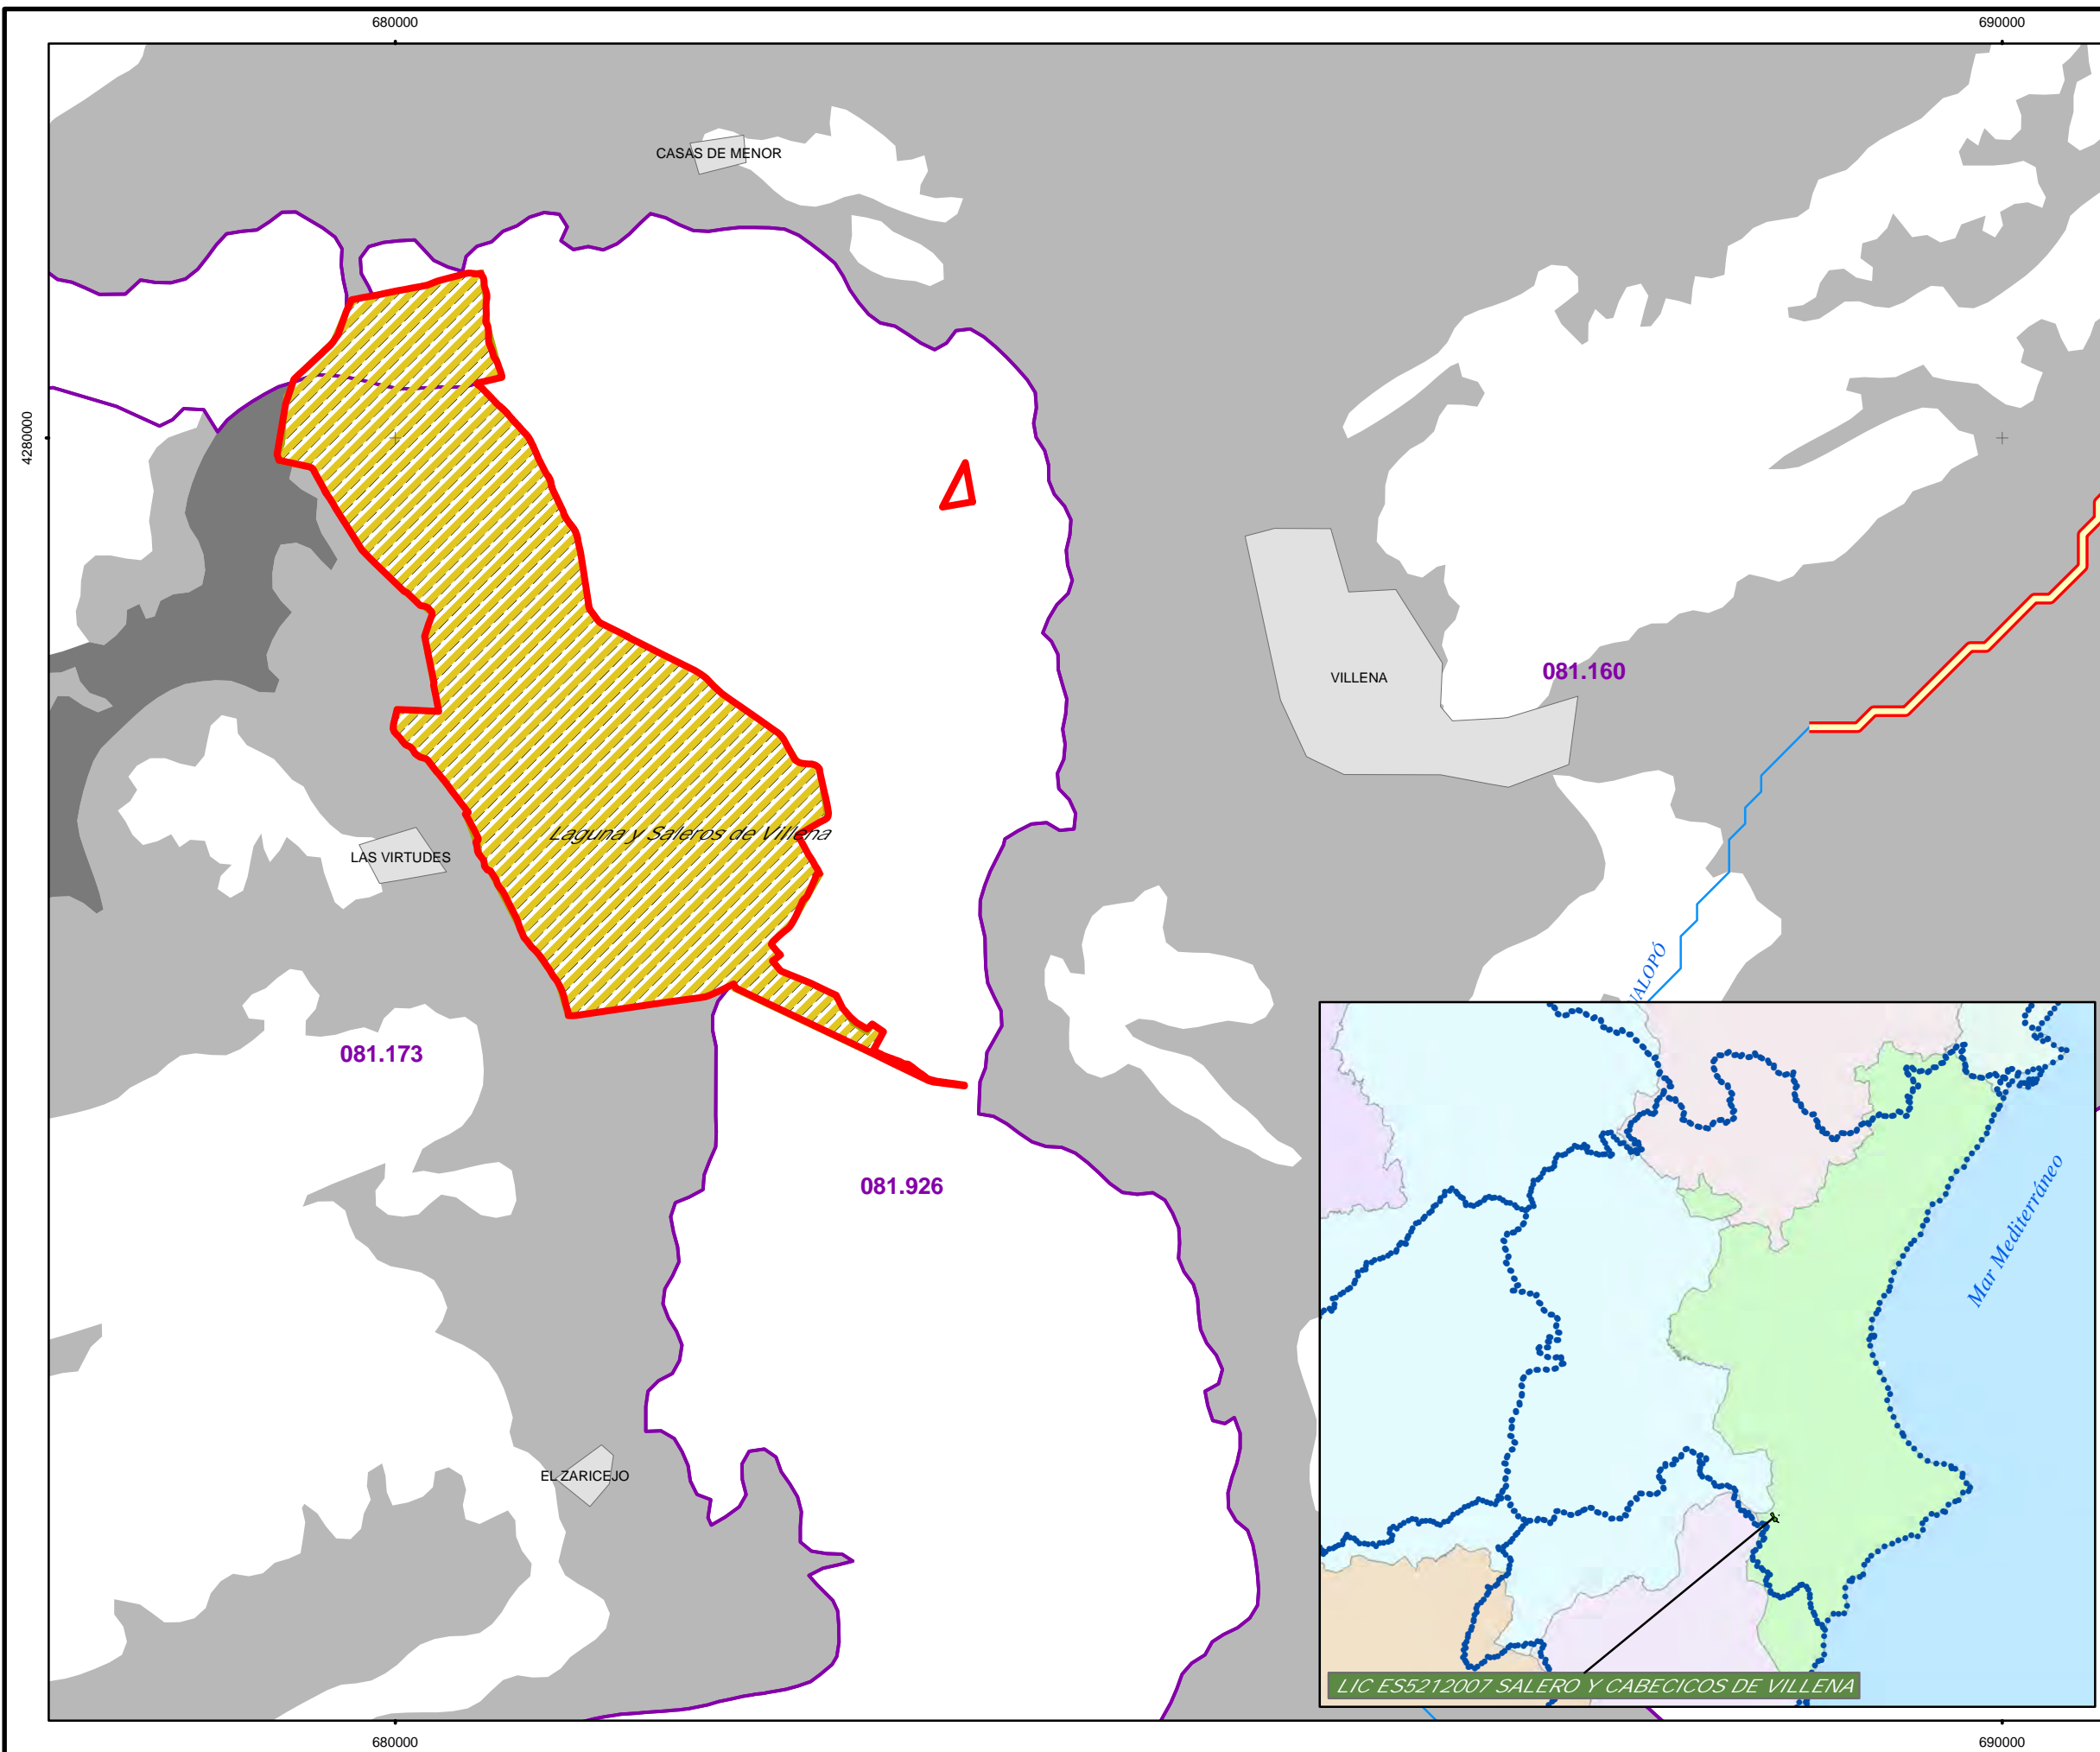 680000
690000
CASAS DE MENOR
4280000
VILLENA
081.160
Laguna y Saleros de Villena
LAS VIRTUDES
081.173
081.926
Mar Mediterráneo
EL ZARICEJO
LIC ES5212007 SALERO Y CABECICOS DE VILLENA
680000
690000